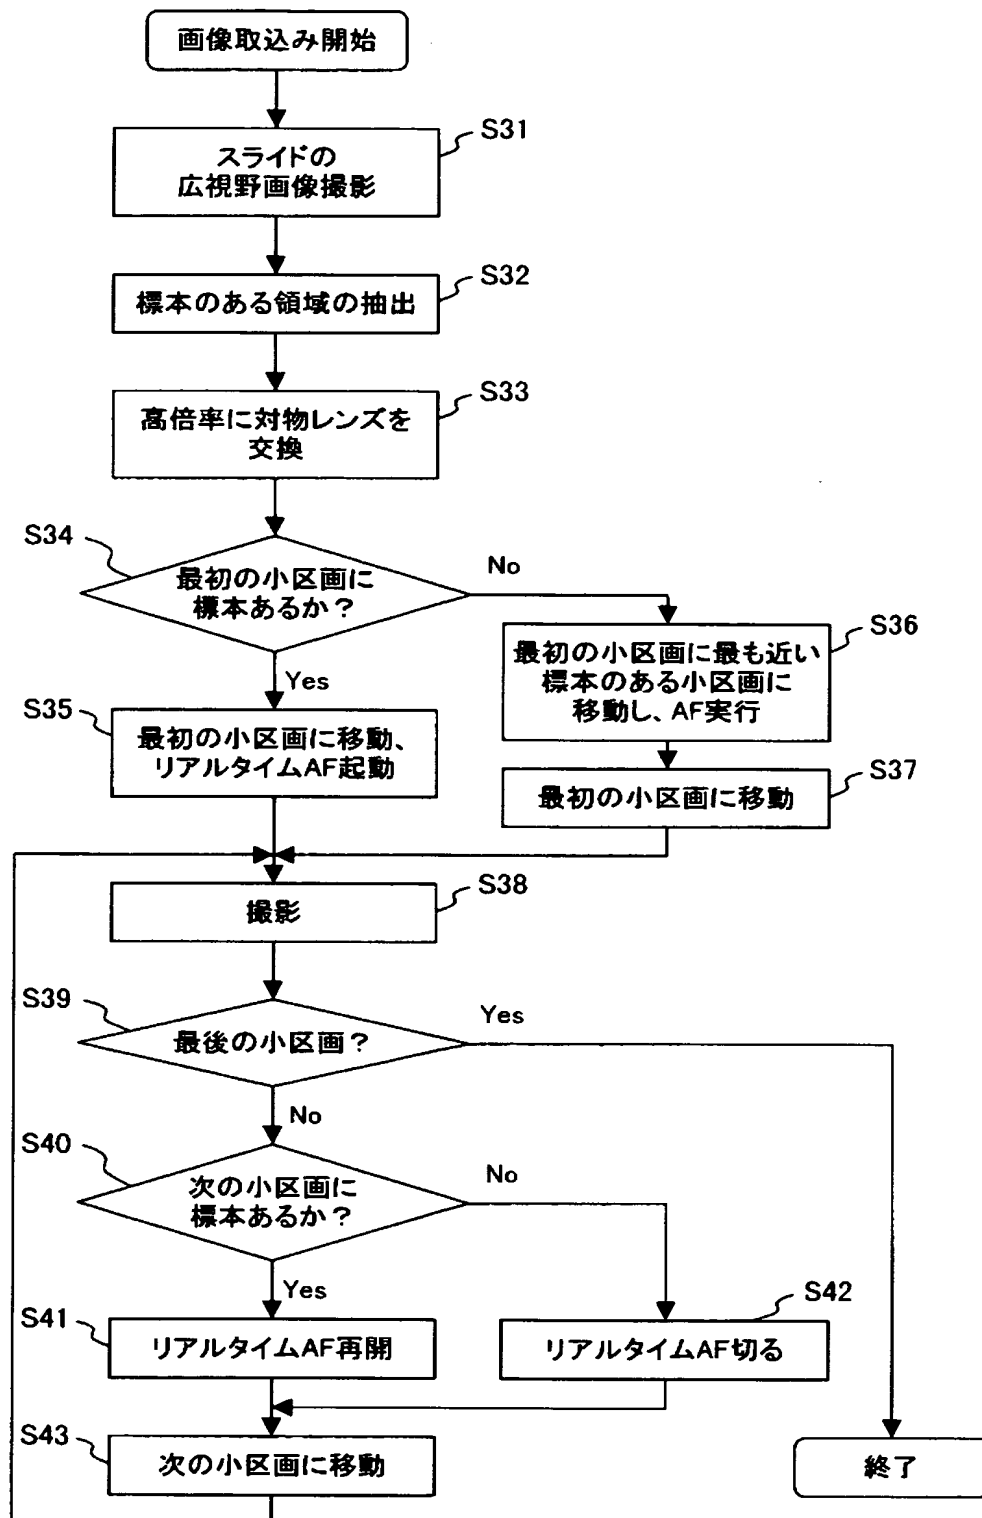 画像取込み開始
S31
スライドの
広視野画像撮影
S32
標本のある領域の抽出
S33
高倍率に対物レンズを
交換
S34
最初の小区画に
標本あるか？
No
Yes
S36
最初の小区画に最も近い
標本のある小区画に
移動し、AF実行
S35
最初の小区画に移動、
リアルタイムAF起動
S37
最初の小区画に移動
S38
撮影
S39
最後の小区画？
Yes
No
S40
次の小区画に
標本あるか？
No
Yes
S41
リアルタイムAF再開
S42
リアルタイムAF切る
S43
次の小区画に移動
終了